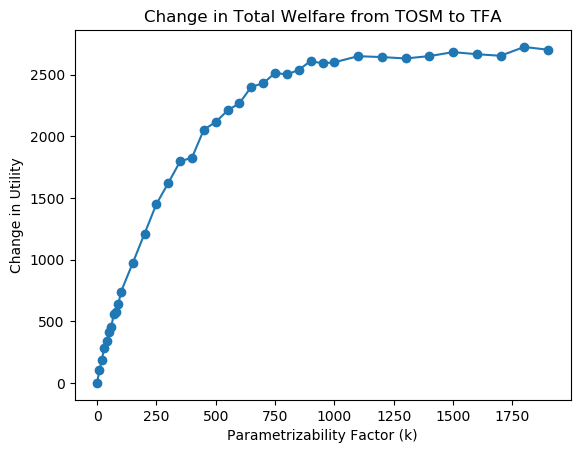 Change in Total Welfare from TOSM to TFA
Change in Utility
2500
2000
1500
1000
500
0
0 250 500 750 1000 1250 1500 1750
Parametrizability Factor (k)